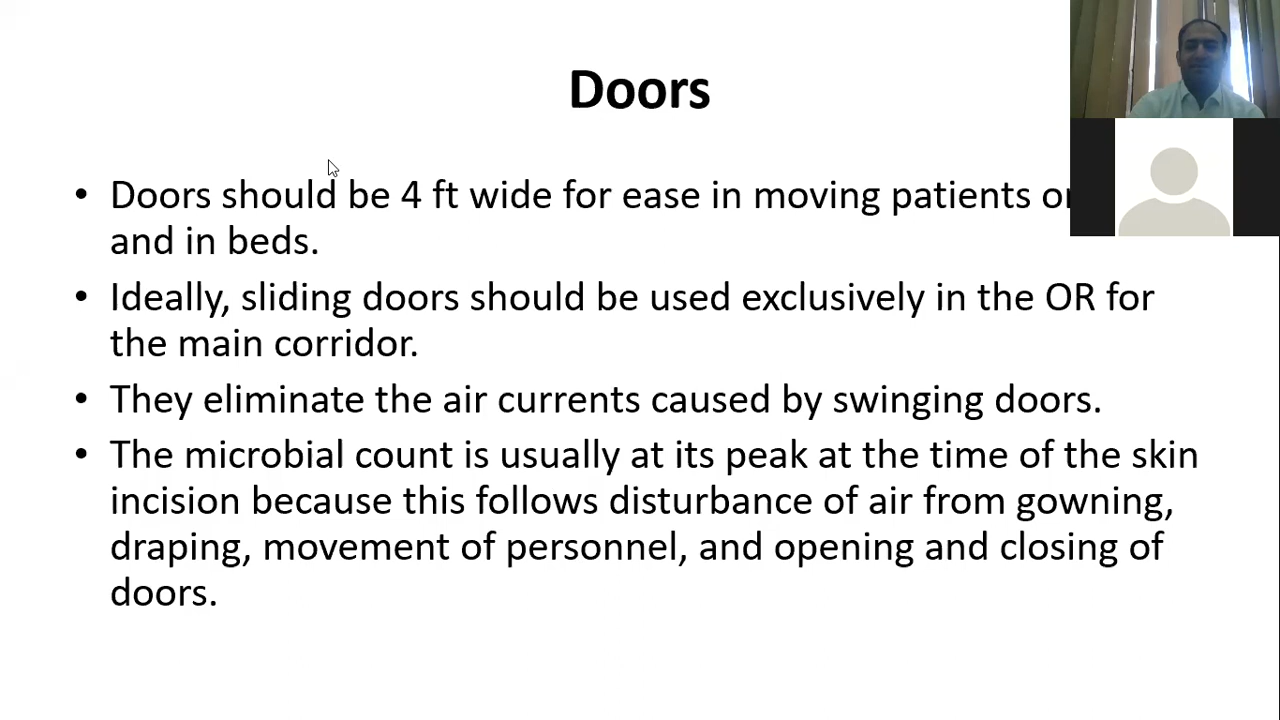 Doors
• Doors should be 4 ft wide for ease in moving patients
and in beds.
• Ideally, sliding doors should be used exclusively in the OR for
the main corridor.
• They eliminate the air currents caused by swinging doors.
• The microbial count is usually at its peak at the time of the skin
incision because this follows disturbance of air from gowning,
draping, movement of personnel, and opening and closing of
doors.